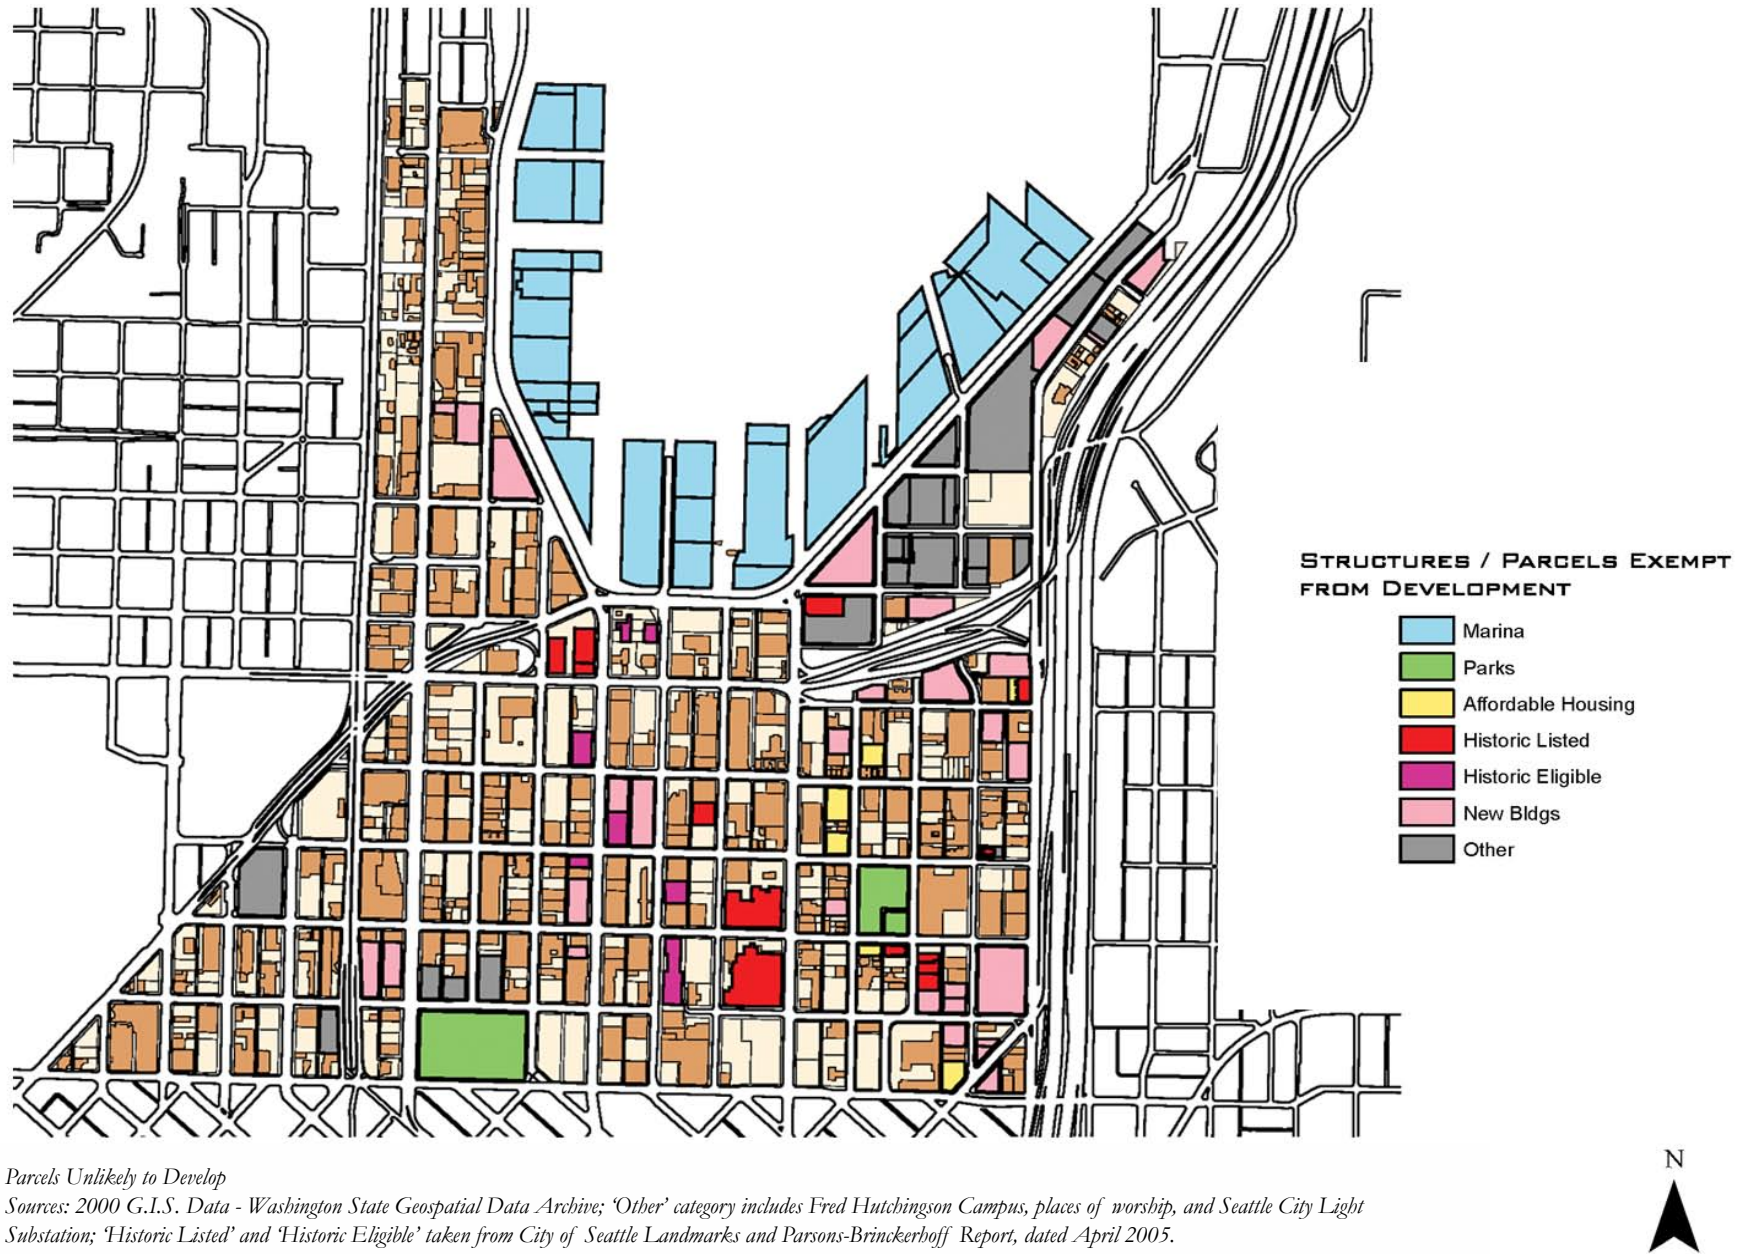 STRUCTURES / PARCELS EXEMPT
FROM DEVELOPMENT
Marina
Parks
Affordable Housing
Historic Listed
Historic Eligible
New Bldgs
Other
N
Parcels Unlikely to Develop
Sources: 2000 G.I.S. Data - Washington State Geospatial Data Archive; 'Other' category includes Fred Hutchingson Campus, places of worship, and Seattle City Light
Substation; 'Historic Listed' and 'Historic Eligible' taken from City of Seattle Landmarks and Parsons-Brinckerhoff Report, dated April 2005.